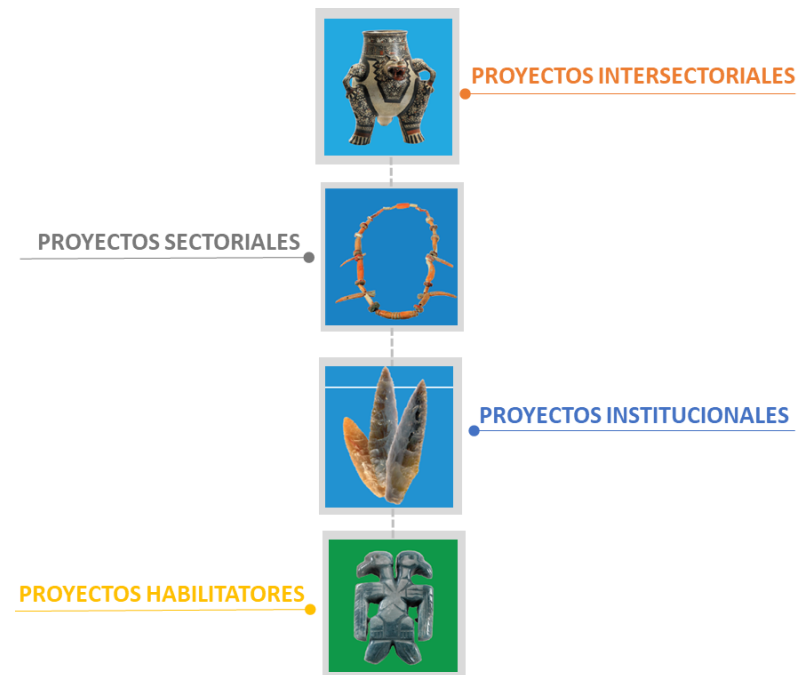 PROYECTOS INTERSECTORIALES
PROYECTOS SECTORIALES
PROYECTOS INSTITUCIONALES
PROYECTOS HABILITATORES